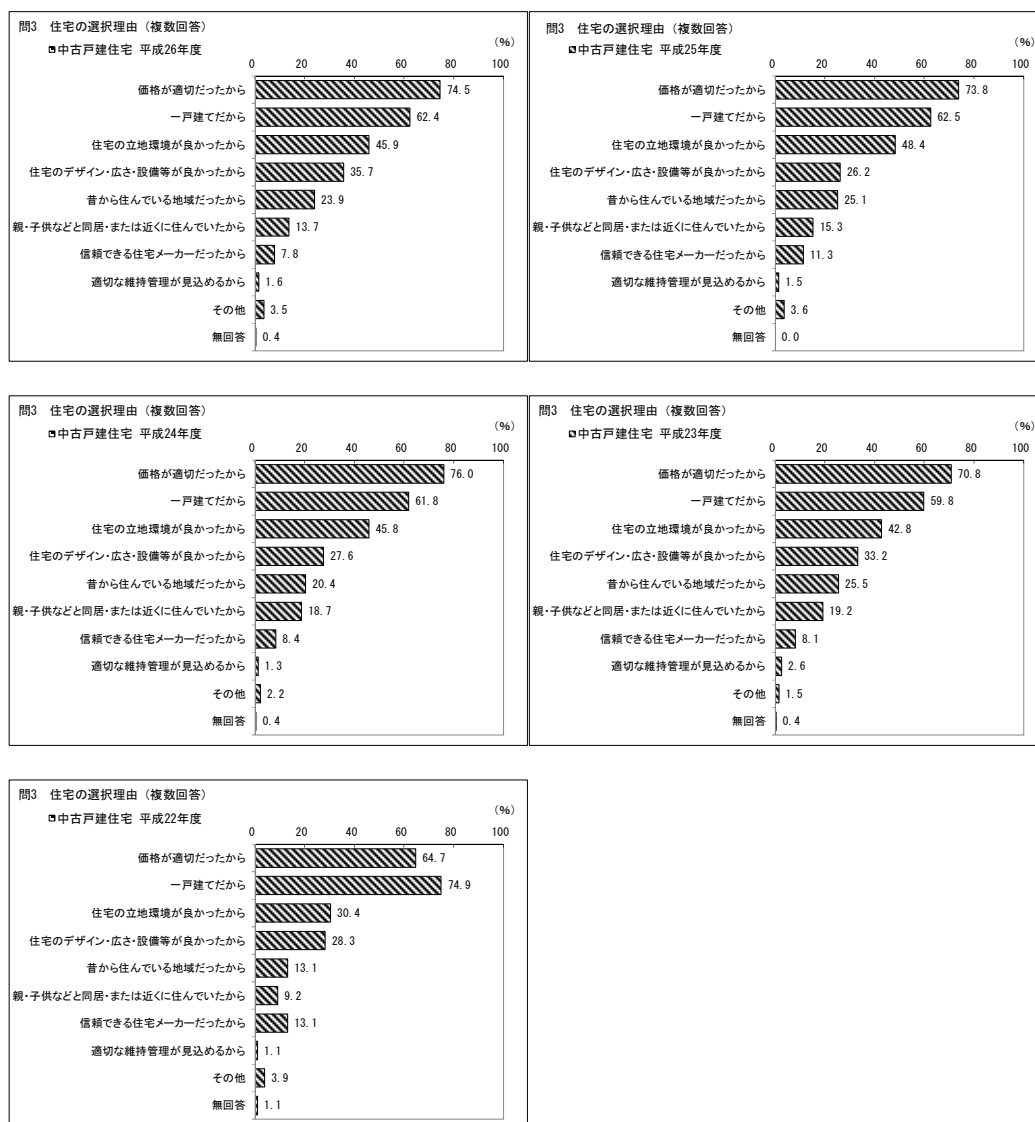 問3 住宅の選択理由（複数回答）
中古戸建住宅 平成26年度
(%)
0 20 40 60 80 100
価格が適切だったから 74.5
一戸建てだから 62.4
住宅の立地環境が良かったから 45.9
住宅のデザイン・広さ・設備等が良かったから 35.7
昔から住んでいる地域だったから 23.9
親・子供などと同居・または近くに住んでいたから 13.7
信頼できる住宅メーカーだったから 7.8
適切な維持管理が見込めるから 1.6
その他 3.5
無回答 0.4
問3 住宅の選択理由（複数回答）
中古戸建住宅 平成25年度
(%)
0 20 40 60 80 100
価格が適切だったから 73.8
一戸建てだから 62.5
住宅の立地環境が良かったから 48.4
住宅のデザイン・広さ・設備等が良かったから 26.2
昔から住んでいる地域だったから 25.1
親・子供などと同居・または近くに住んでいたから 15.3
信頼できる住宅メーカーだったから 11.3
適切な維持管理が見込めるから 1.5
その他 3.6
無回答 0.0
問3 住宅の選択理由（複数回答）
中古戸建住宅 平成24年度
(%)
0 20 40 60 80 100
価格が適切だったから 76.0
一戸建てだから 61.8
住宅の立地環境が良かったから 45.8
住宅のデザイン・広さ・設備等が良かったから 27.6
昔から住んでいる地域だったから 20.4
親・子供などと同居・または近くに住んでいたから 18.7
信頼できる住宅メーカーだったから 8.4
適切な維持管理が見込めるから 1.3
その他 2.2
無回答 0.4
問3 住宅の選択理由（複数回答）
中古戸建住宅 平成23年度
(%)
0 20 40 60 80 100
価格が適切だったから 70.8
一戸建てだから 59.8
住宅の立地環境が良かったから 42.8
住宅のデザイン・広さ・設備等が良かったから 33.2
昔から住んでいる地域だったから 25.5
親・子供などと同居・または近くに住んでいたから 19.2
信頼できる住宅メーカーだったから 8.1
適切な維持管理が見込めるから 2.6
その他 1.5
無回答 0.4
問3 住宅の選択理由（複数回答）
中古戸建住宅 平成22年度
(%)
0 20 40 60 80 100
価格が適切だったから 64.7
一戸建てだから 74.9
住宅の立地環境が良かったから 30.4
住宅のデザイン・広さ・設備等が良かったから 28.3
昔から住んでいる地域だったから 13.1
親・子供などと同居・または近くに住んでいたから 9.2
信頼できる住宅メーカーだったから 13.1
適切な維持管理が見込めるから 1.1
その他 3.9
無回答 1.1